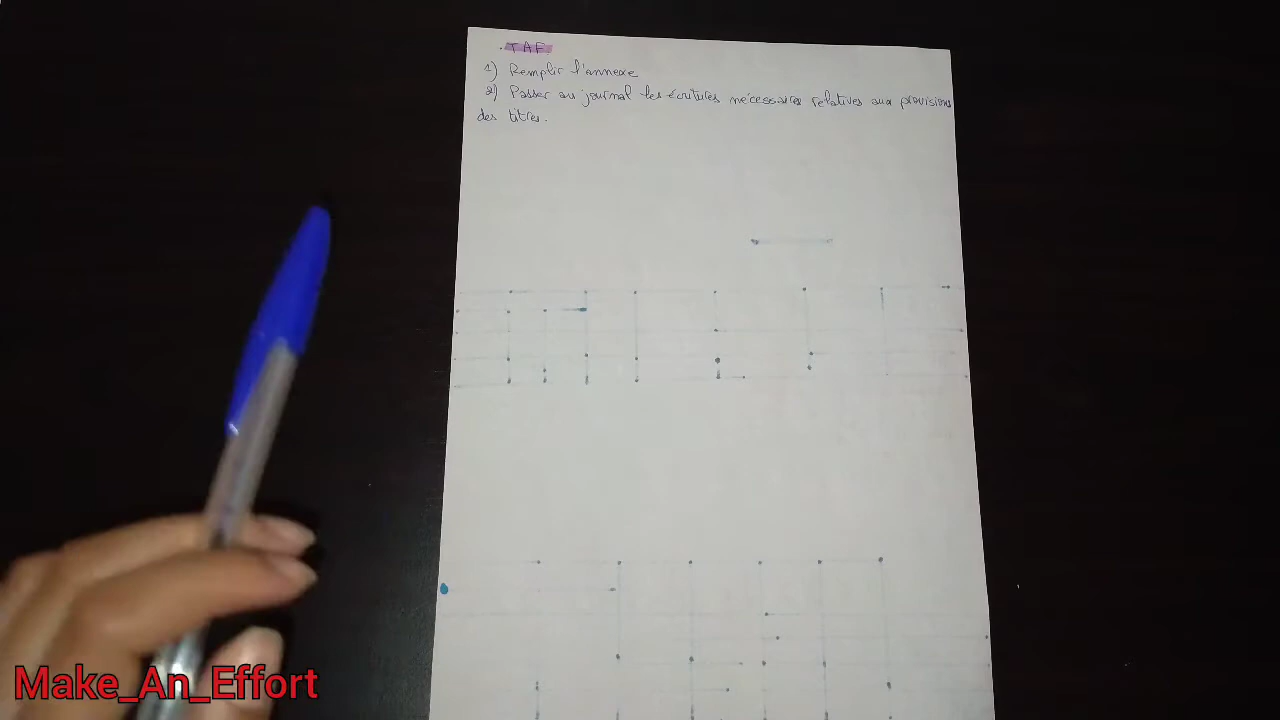 . TAF
1) Remplir l'annexe
2) Passer au journal les écritures nécessaires relatives aux provisions
des titres.
Make_An_Effort